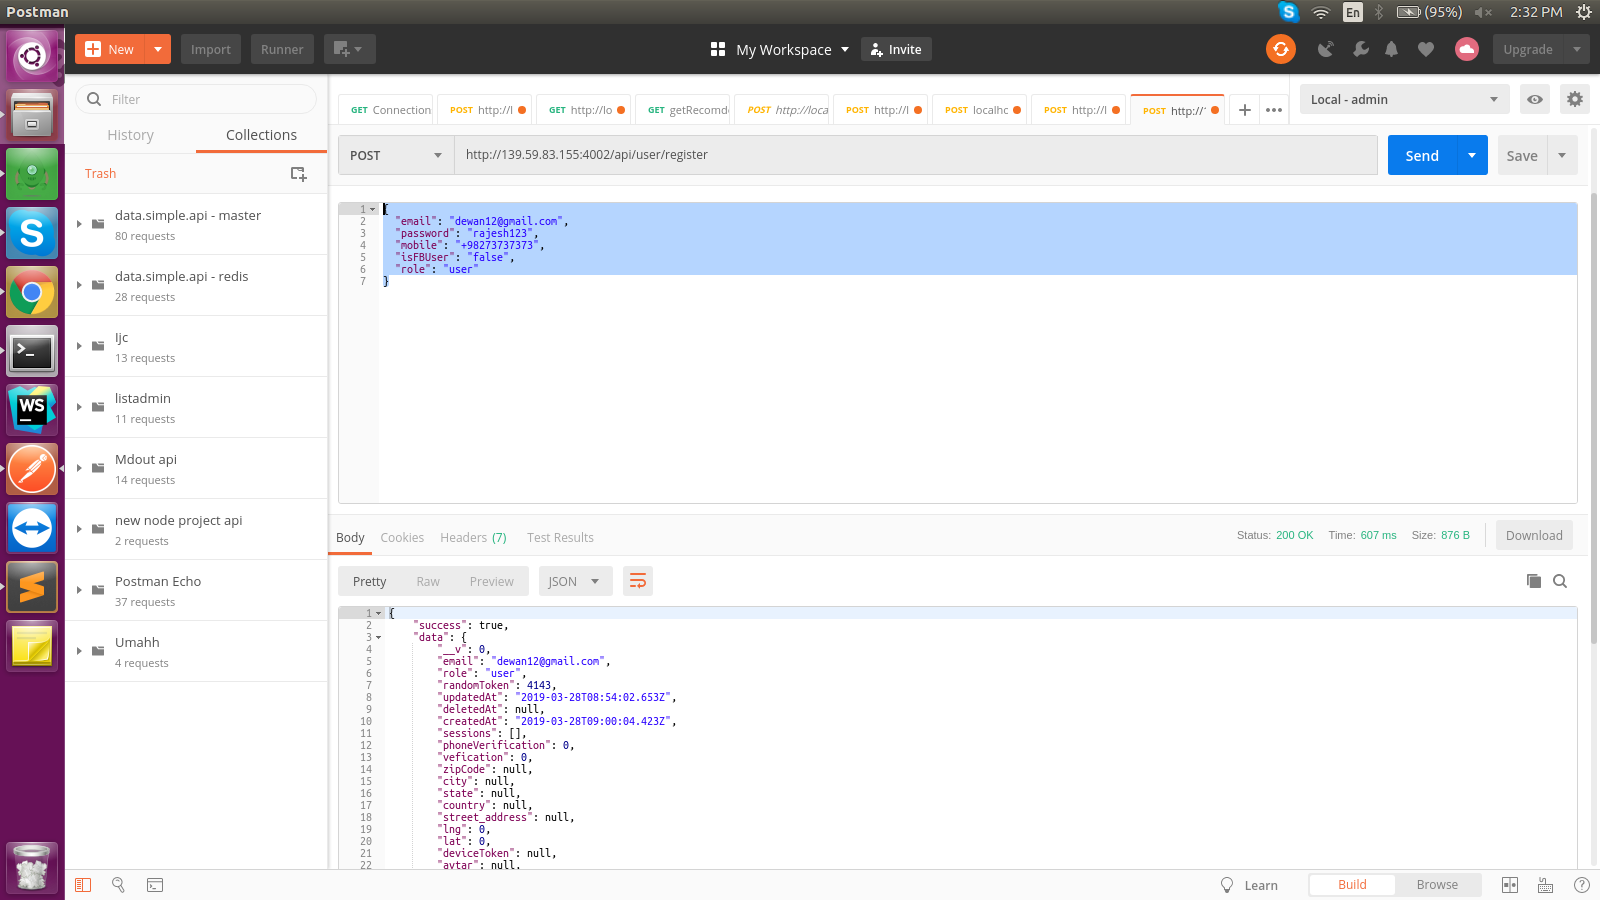 Postman
En
(95%)
2:32 PM
New
Import
Runner
My Workspace
Invite
Upgrade
Filter
History
Collections
Trash
data.simple.api - master
80 requests
data.simple.api - redis
28 requests
ljc
13 requests
listadmin
11 requests
Mdout api
14 requests
new node project api
2 requests
Postman Echo
37 requests
Umahh
4 requests
GET Connection
POST http://l
GET http://lo
GET getRecomd
POST http://loca
POST http://l
POST localhc
POST http://l
POST http://'
Local - admin
POST
http://139.59.83.155:4002/api/user/register
Send
Save
1 {
2 "email": "dewan12@gmail.com",
3 "password": "rajesh123",
4 "mobile": "+98273737373",
5 "isFBUser": "false",
6 "role": "user"
7 }
Body
Cookies
Headers (7)
Test Results
Status: 200 OK
Time: 607 ms
Size: 876 B
Download
Pretty
Raw
Preview
JSON
1 {
2 "success": true,
3 "data": {
4 "__v": 0,
5 "email": "dewan12@gmail.com",
6 "role": "user",
7 "randomToken": 4143,
8 "updatedAt": "2019-03-28T08:54:02.653Z",
9 "deletedAt": null,
10 "createdAt": "2019-03-28T09:00:04.423Z",
11 "sessions": [],
12 "phoneVerification": 0,
13 "vefication": 0,
14 "zipCode": null,
15 "city": null,
16 "state": null,
17 "country": null,
18 "street_address": null,
19 "lng": 0,
20 "lat": 0,
21 "deviceToken": null,
22 "avtar": null,
Learn
Build
Browse
WS